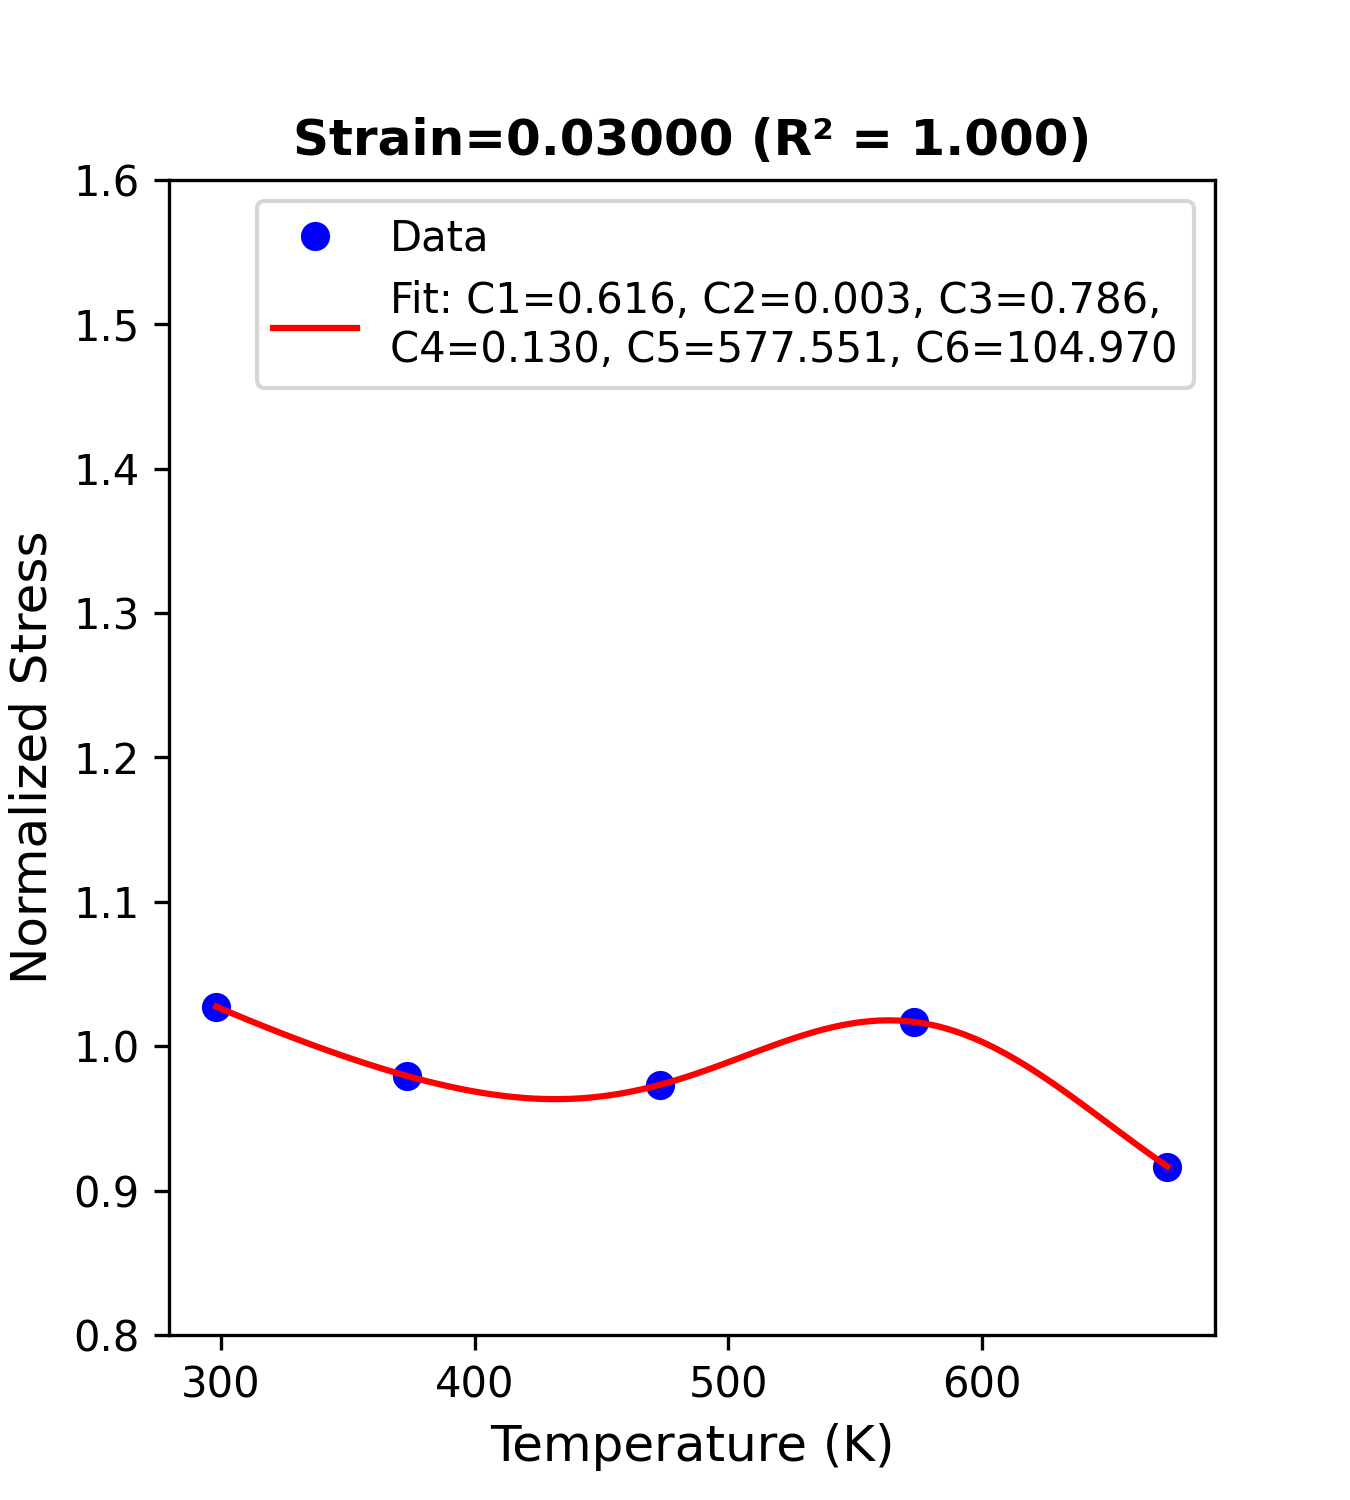 Strain=0.03000 (R² = 1.000)
1.6
1.5
1.4
1.3
1.2
1.1
1.0
0.9
0.8
Normalized Stress
Data
Fit: C1=0.616, C2=0.003, C3=0.786,
C4=0.130, C5=577.551, C6=104.970
300 400 500 600
Temperature (K)